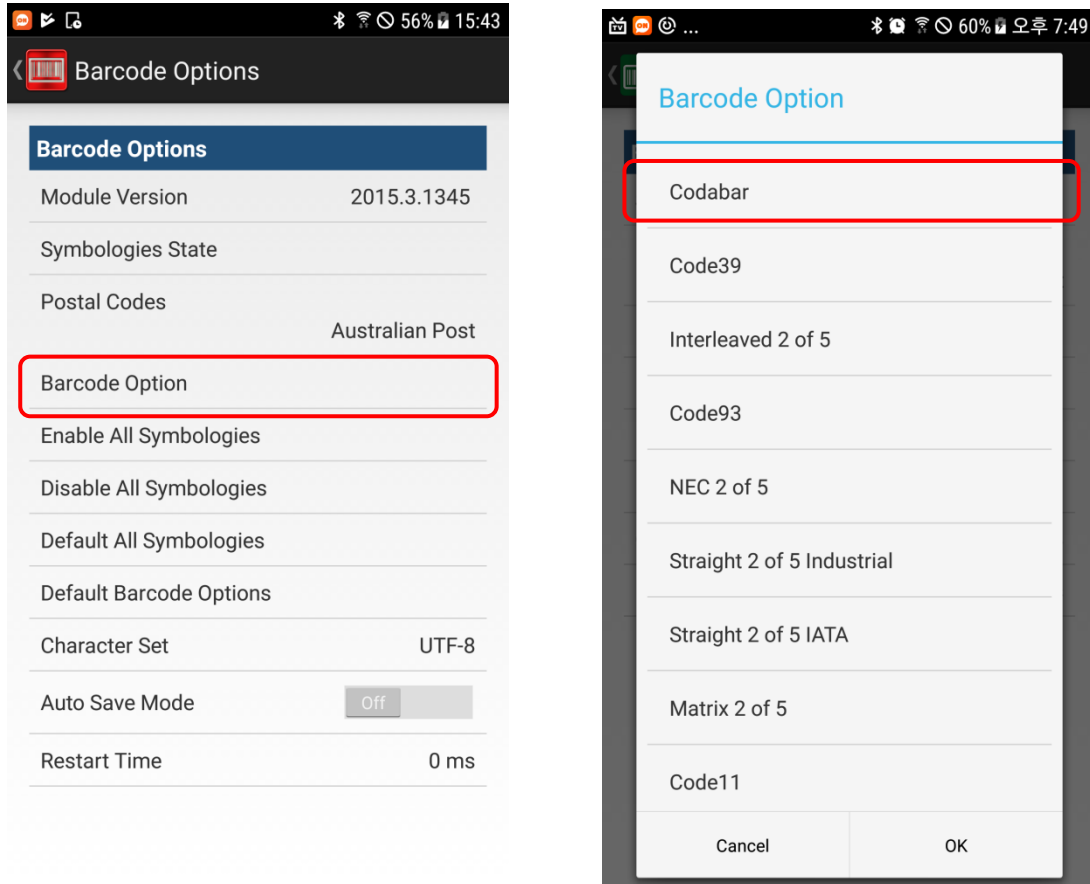 56% 15:43
Barcode Options
Barcode Options
Module Version 2015.3.1345
Symbologies State
Postal Codes
Australian Post
Barcode Option
Enable All Symbologies
Disable All Symbologies
Default All Symbologies
Default Barcode Options
Character Set UTF-8
Auto Save Mode Off
Restart Time 0 ms
... 60% 오후 7:49
Barcode Option
Codabar
Code39
Interleaved 2 of 5
Code93
NEC 2 of 5
Straight 2 of 5 Industrial
Straight 2 of 5 IATA
Matrix 2 of 5
Code11
Cancel OK